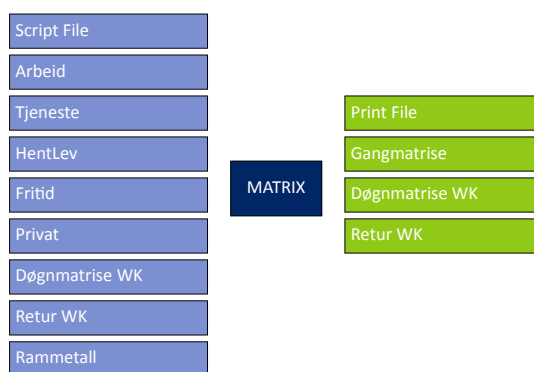 Script File
Arbeid
Tjeneste
HentLev
Fritid
Privat
Døgnmatrise WK
Retur WK
Rammetall
MATRIX
Print File
Gangmatrise
Døgnmatrise WK
Retur WK